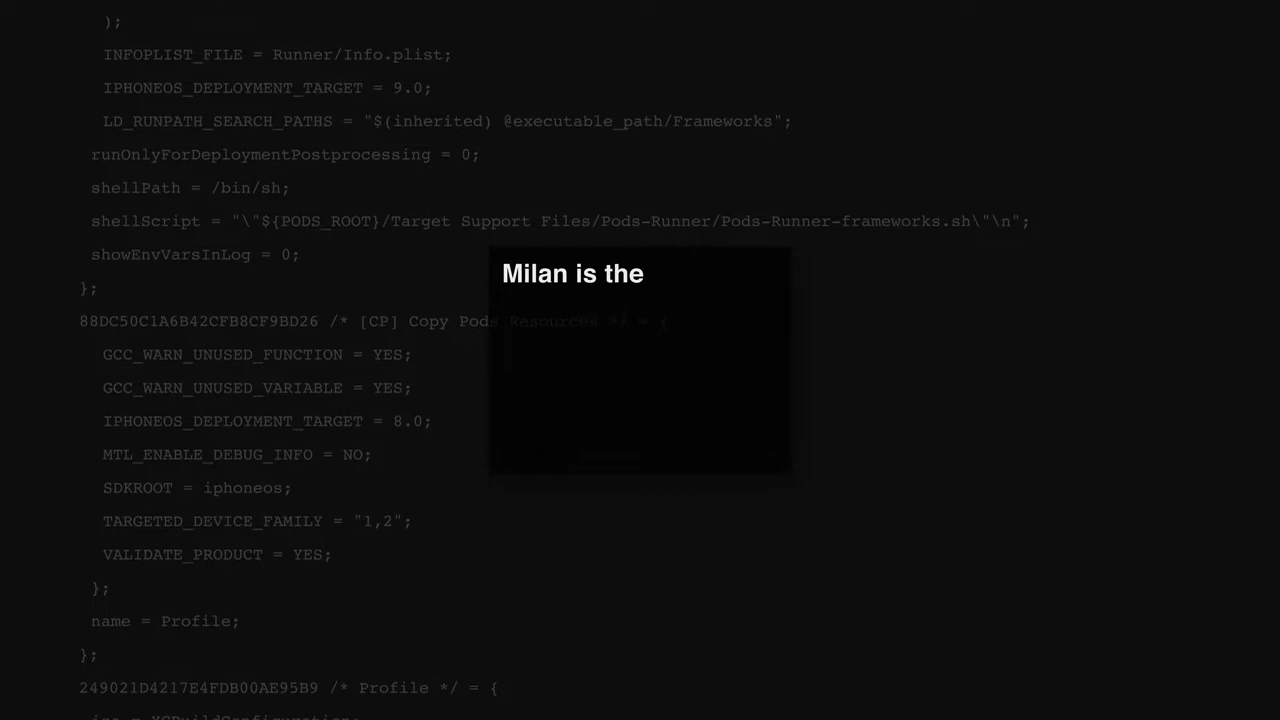 );
INFOPLIST_FILE = Runner/Info.plist;
IPHONEOS_DEPLOYMENT_TARGET = 9.0;
LD_RUNPATH_SEARCH_PATHS = "$(inherited) @executable_path/Frameworks";
runOnlyForDeploymentPostprocessing = 0;
shellPath = /bin/sh;
shellScript = "\"${PODS_ROOT}/Target Support Files/Pods-Runner/Pods-Runner-frameworks.sh\"\n";
showEnvVarsInLog = 0;
Milan is the
};
88DC50C1A6B42CFB8CF9BD26 /* [CP] Copy Pods Resources */ = {
GCC_WARN_UNUSED_FUNCTION = YES;
GCC_WARN_UNUSED_VARIABLE = YES;
IPHONEOS_DEPLOYMENT_TARGET = 8.0;
MTL_ENABLE_DEBUG_INFO = NO;
SDKROOT = iphoneos;
TARGETED_DEVICE_FAMILY = "1,2";
VALIDATE_PRODUCT = YES;
};
name = Profile;
};
249021D4217E4FDB00AE95B9 /* Profile */ = {